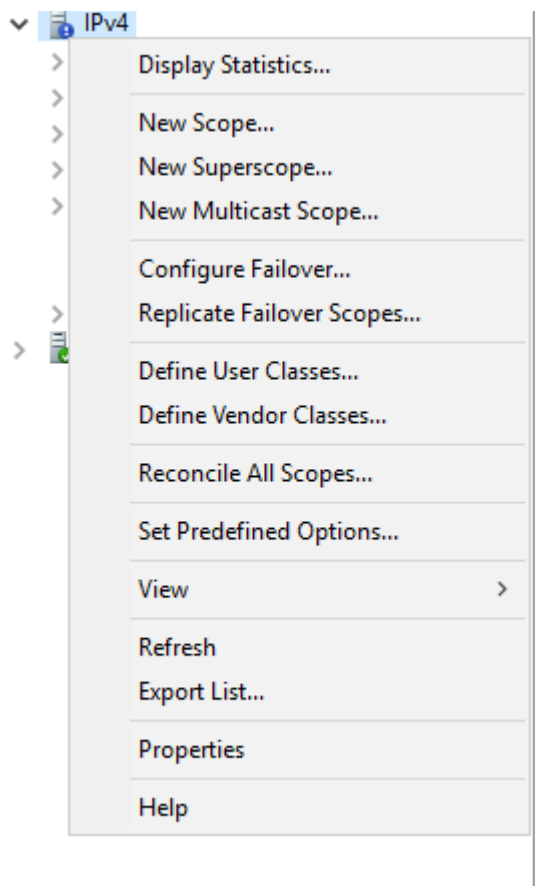 IPv4
Display Statistics...
New Scope...
New Superscope...
New Multicast Scope...
Configure Failover...
Replicate Failover Scopes...
Define User Classes...
Define Vendor Classes...
Reconcile All Scopes...
Set Predefined Options...
View
Refresh
Export List...
Properties
Help